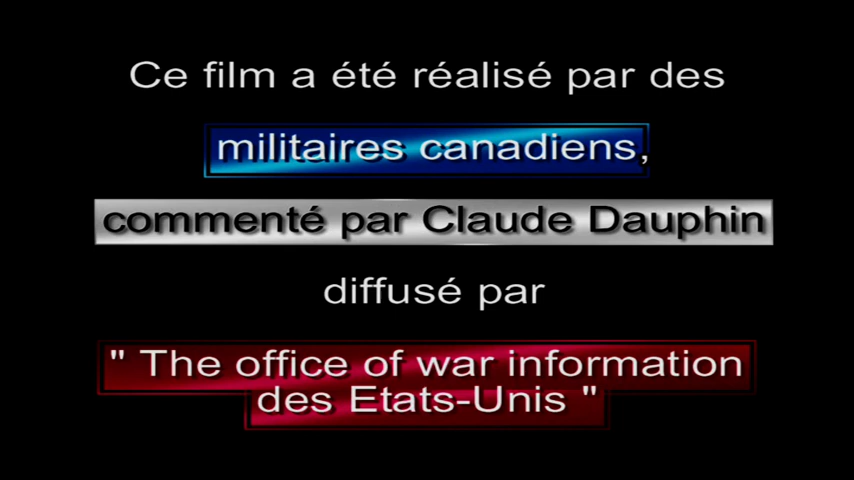 Ce film a été réalisé par des
militaires canadiens,
commenté par Claude Dauphin
diffusé par
" The office of war information
des Etats-Unis "